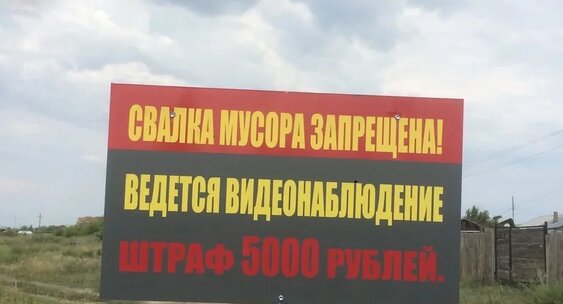 СВАЛКА МУСОРА ЗАПРЕЩЕНА!
ВЕДЕТСЯ ВИДЕОНАБЛЮДЕНИЕ
ШТРАФ 5000 РУБЛЕЙ.